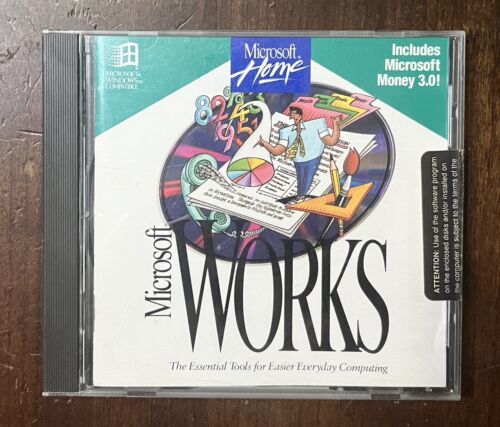 MICROSOFT®
WINDOWS™
COMPATIBLE
Microsoft®
Home
Includes
Microsoft
Money 3.0!
ATTENTION: Use of the software program
on the enclosed disks and/or installed on
the computer is subject to the terms of the
Microsoft
WORKS
The Essential Tools for Easier Everyday Computing